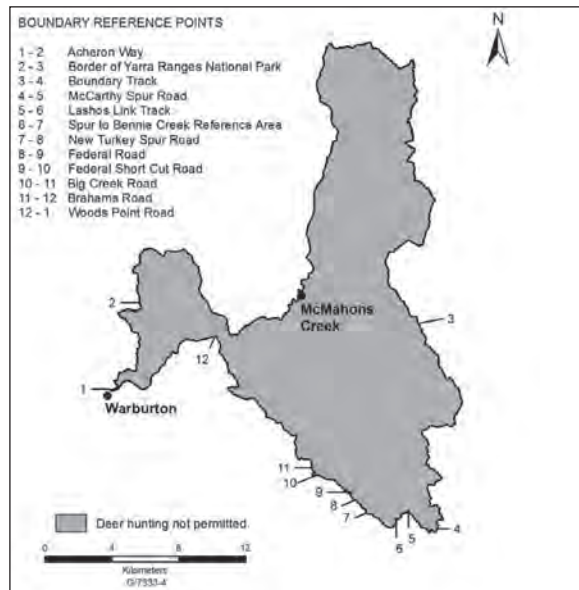 BOUNDARY REFERENCE POINTS
1 - 2 Acheron Way
2 - 3 Border of Yarra Ranges National Park
3 - 4 Boundary Track
4 - 5 McCarthy Spur Road
5 - 6 Lashos Link Track
6 - 7 Spur to Bennie Creek Reference Area
7 - 8 New Turkey Spur Road
8 - 9 Federal Road
9 - 10 Federal Short Cut Road
10 - 11 Big Creek Road
11 - 12 Brahams Road
12 - 1 Woods Point Road
N
2
McMahons
Creek
3
12
1
Warburton
11
10
9
8
7
6
5
4
Deer hunting not permitted.
0 4 8 12
Kilometers
G/7333-4